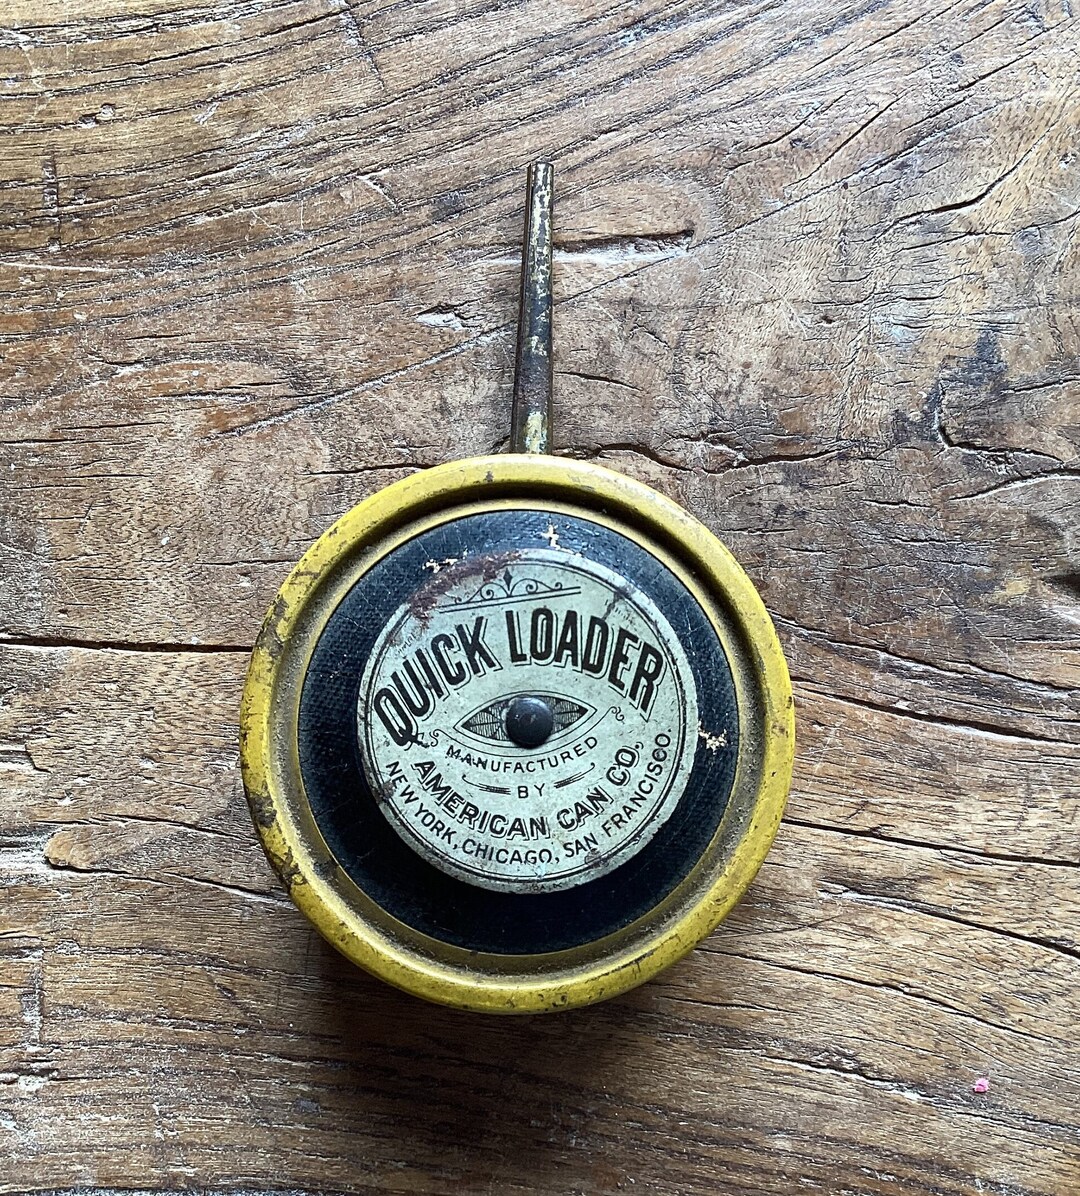 QUICK LOADER
MANUFACTURED
BY
AMERICAN CAN CO,
NEW YORK, CHICAGO, SAN FRANCISCO.